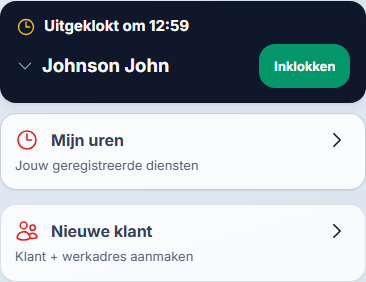 Uitgeklokt om 12:59
Johnson John
Inklokken
Mijn uren
Jouw geregistreerde diensten
Nieuwe klant
Klant + werkadres aanmaken